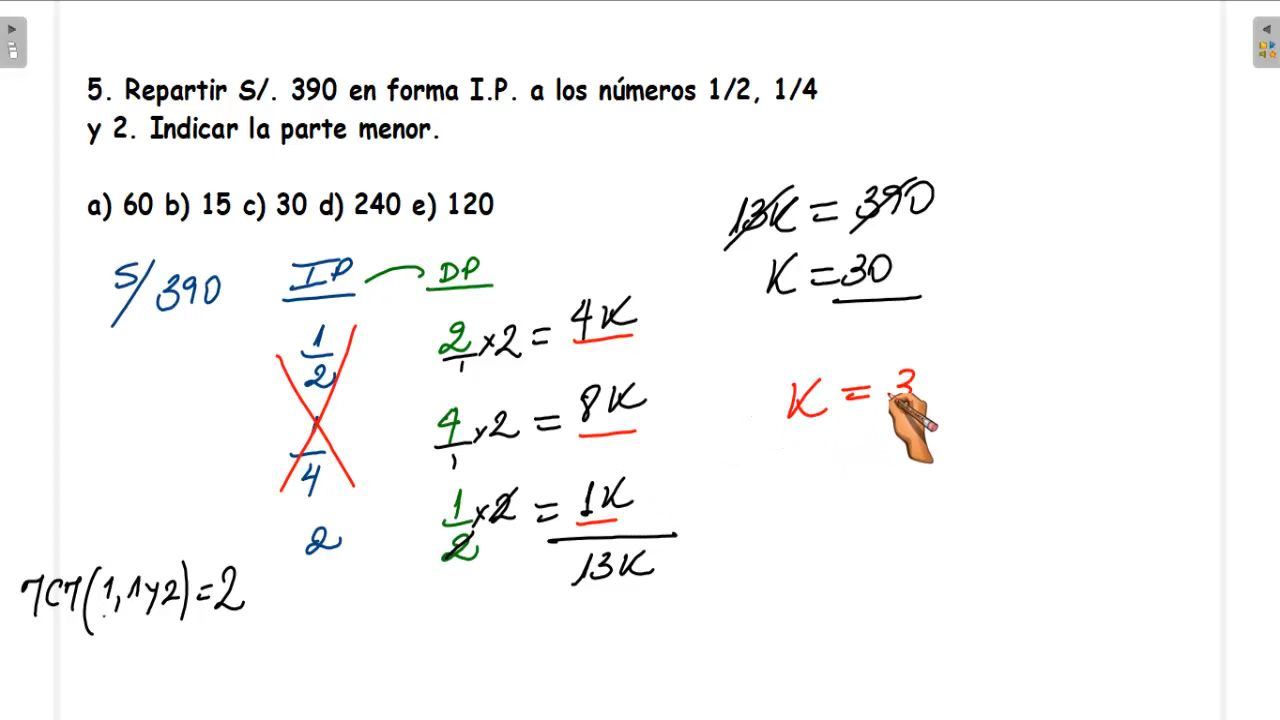 5. Repartir S/. 390 en forma I.P. a los números 1/2, 1/4
y 2. Indicar la parte menor.
a) 60 b) 15 c) 30 d) 240 e) 120
13K = 390
K = 30
S/390
IP
DP
1/2
2/1 x2 = 4K
K = 3
1/4
4/1 x2 = 8K
2
1/2 x2 = 1K
13K
MCM(1, 1 y 2) = 2